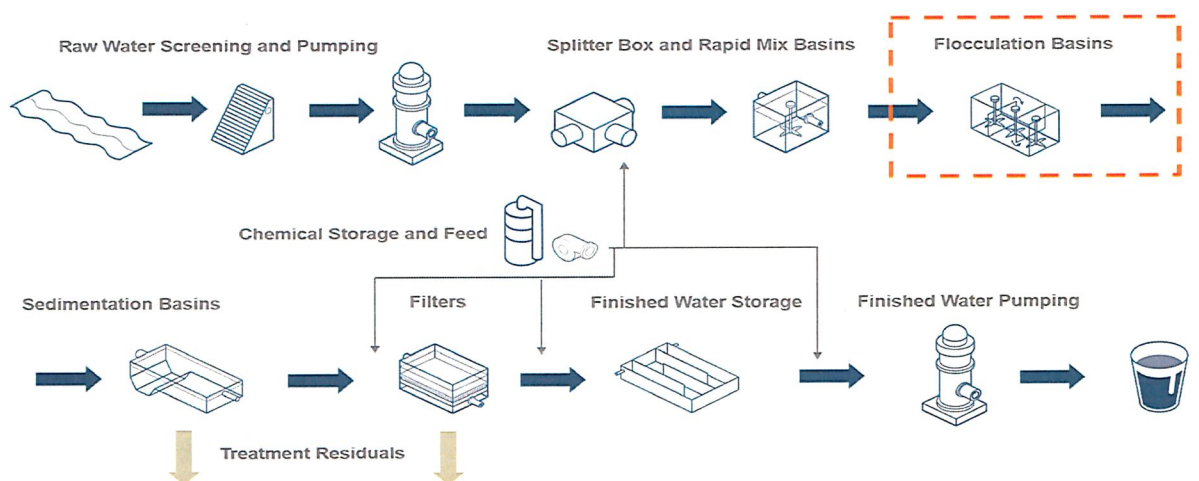 Raw Water Screening and Pumping
Splitter Box and Rapid Mix Basins
Flocculation Basins
Chemical Storage and Feed
Sedimentation Basins
Filters
Finished Water Storage
Finished Water Pumping
Treatment Residuals